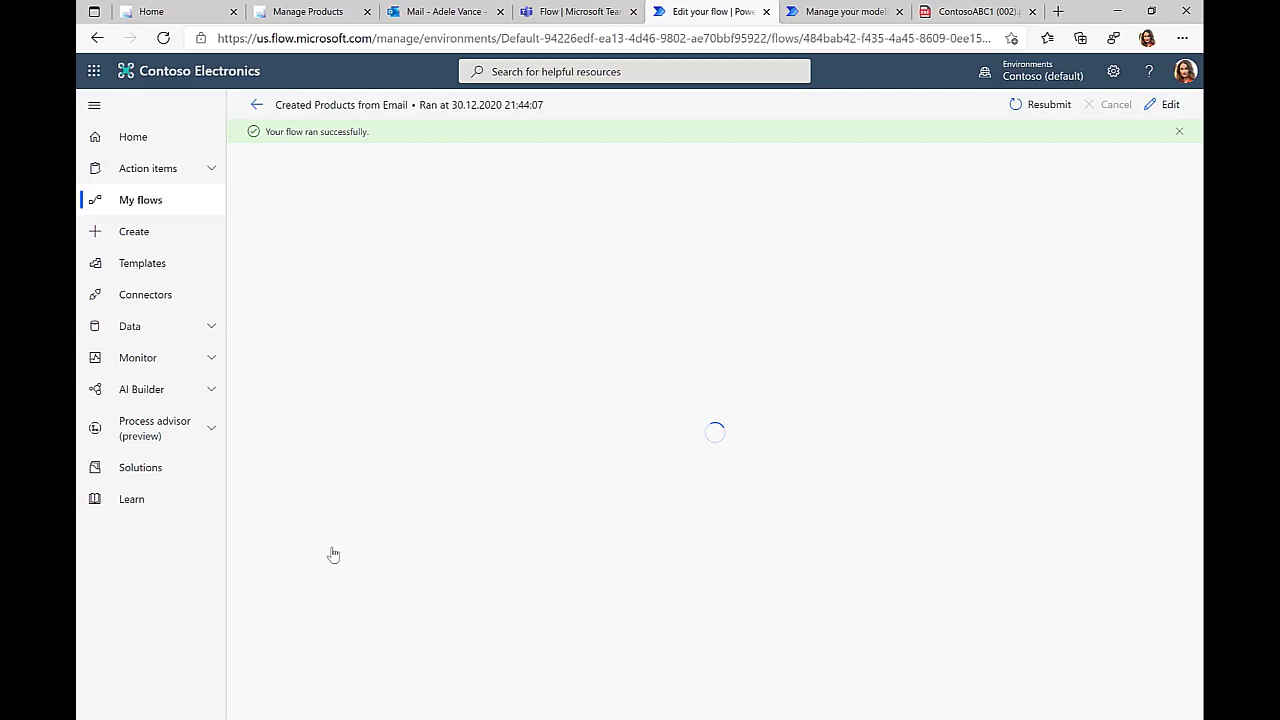 Home
Manage Products
Mail - Adele Vance -
Flow | Microsoft Team
Edit your flow | Powe
Manage your models
ContosoABC1 (002).p
https://us.flow.microsoft.com/manage/environments/Default-94226edf-ea13-4d46-9802-ae70bbf95922/flows/484bab42-f435-4a45-8609-0ee15...
Contoso Electronics
Search for helpful resources
Environments
Contoso (default)
Created Products from Email • Ran at 30.12.2020 21:44:07
Resubmit
Cancel
Edit
Your flow ran successfully.
Home
Action items
My flows
Create
Templates
Connectors
Data
Monitor
AI Builder
Process advisor
(preview)
Solutions
Learn